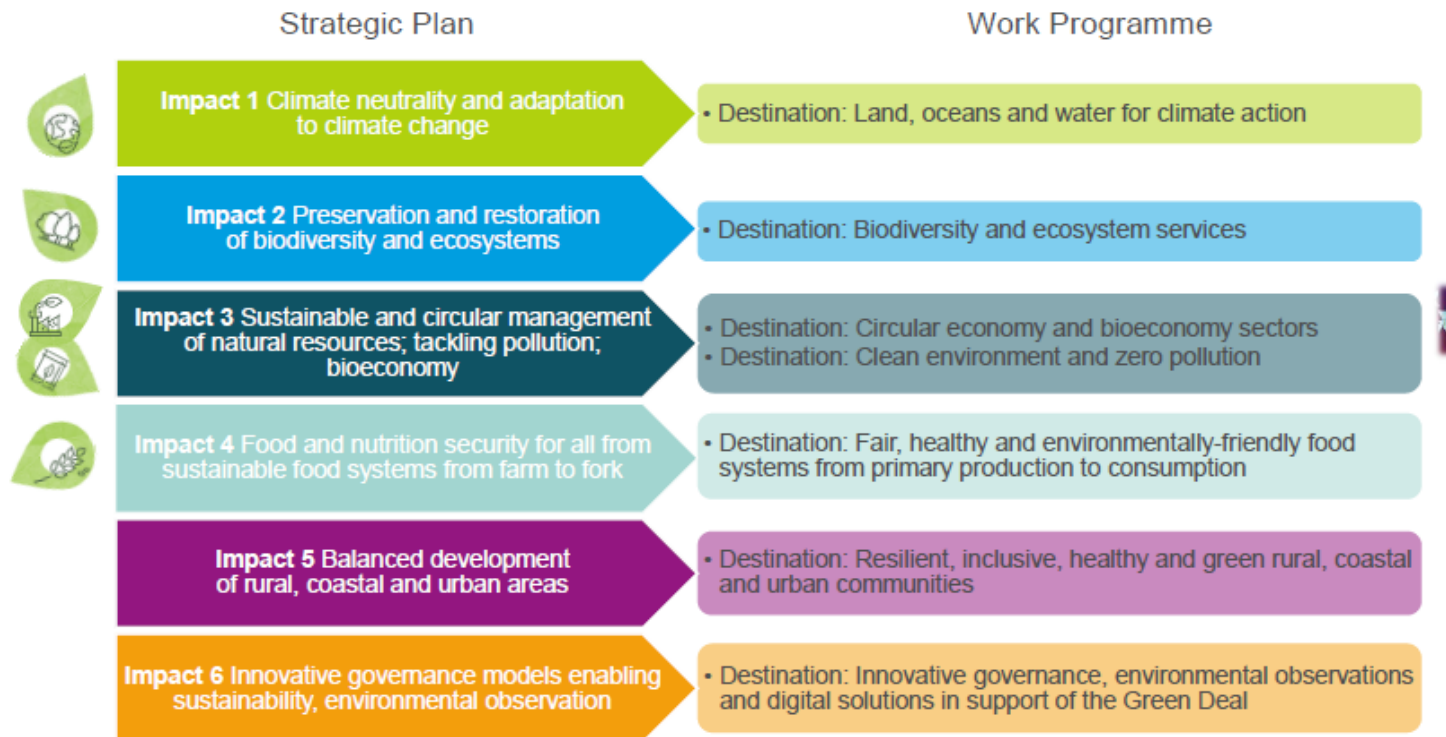 Strategic Plan
Work Programme
Impact 1 Climate neutrality and adaptation
to climate change
• Destination: Land, oceans and water for climate action
Impact 2 Preservation and restoration
of biodiversity and ecosystems
• Destination: Biodiversity and ecosystem services
Impact 3 Sustainable and circular management
of natural resources; tackling pollution;
bioeconomy
• Destination: Circular economy and bioeconomy sectors
• Destination: Clean environment and zero pollution
Impact 4 Food and nutrition security for all from
sustainable food systems from farm to fork
• Destination: Fair, healthy and environmentally-friendly food
systems from primary production to consumption
Impact 5 Balanced development
of rural, coastal and urban areas
• Destination: Resilient, inclusive, healthy and green rural, coastal
and urban communities
Impact 6 Innovative governance models enabling
sustainability, environmental observation
• Destination: Innovative governance, environmental observations
and digital solutions in support of the Green Deal